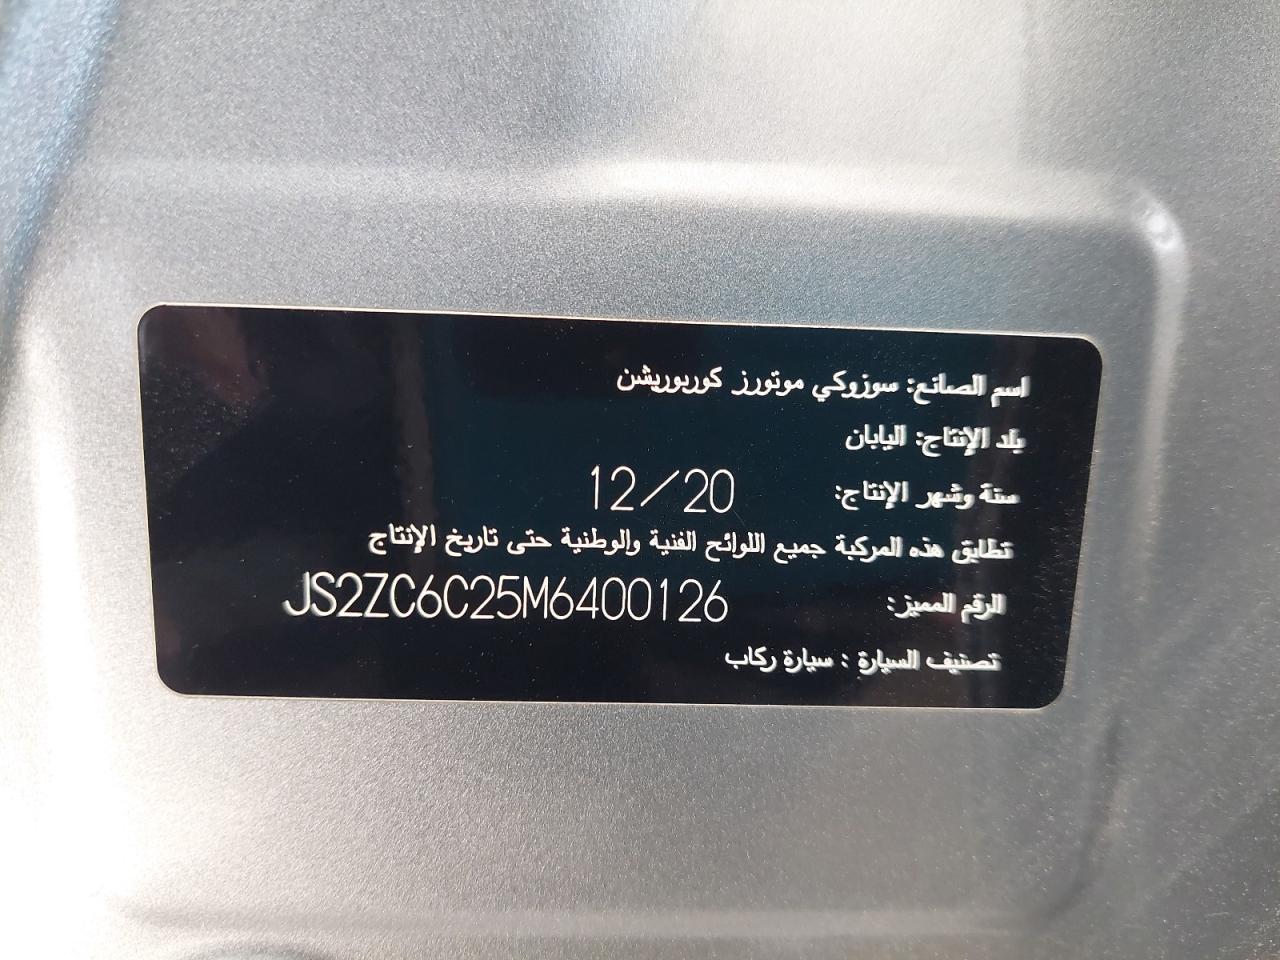 اسم الصانع: سوزوكي موتورز كوربوريشن
بلد الإنتاج: اليابان
سنة وشهر الإنتاج: 12/20
تطابق هذه المركبة جميع اللوائح الفنية والوطنية حتى تاريخ الإنتاج
الرقم المميز: JS2ZC6C25M6400126
تصنيف السيارة : سيارة ركاب